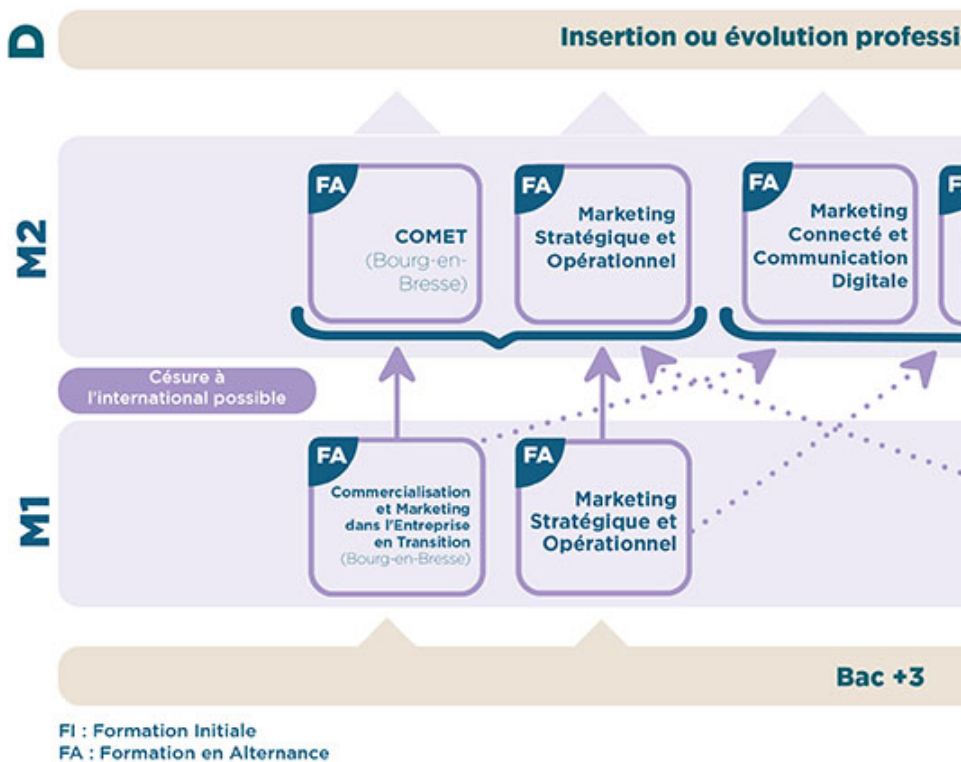 D
Insertion ou évolution professi
M2
FA
COMET
(Bourg-en-
Bresse)
FA
Marketing
Stratégique et
Opérationnel
FA
Marketing
Connecté et
Communication
Digitale
F
Césure à
l'international possible
M1
FA
Commercialisation
et Marketing
dans l'Entreprise
en Transition
(Bourg-en-Bresse)
FA
Marketing
Stratégique et
Opérationnel
Bac +3
FI : Formation Initiale
FA : Formation en Alternance